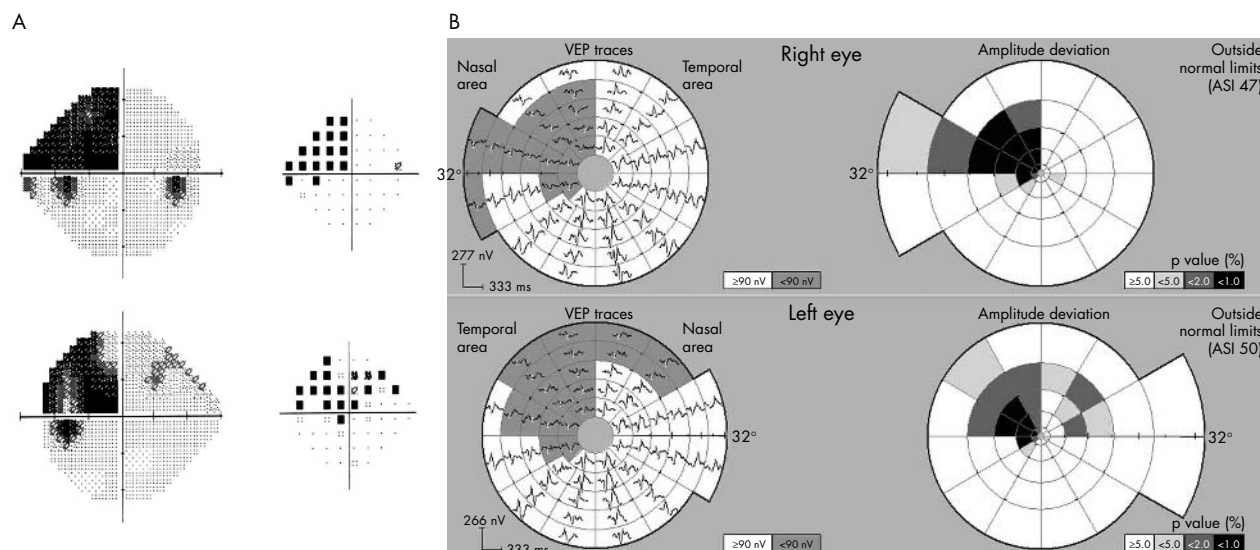 A
B
VEP traces
Right eye
Amplitude deviation
Outside
normal limits
(ASI 47)
Nasal
area
Temporal
area
32°
32°
277 nV
333 ms
≥90 nV
<90 nV
p value (%)
≥5.0
<5.0
<2.0
<1.0
VEP traces
Left eye
Amplitude deviation
Outside
normal limits
(ASI 50)
Temporal
area
Nasal
area
32°
32°
266 nV
333 ms
≥90 nV
<90 nV
p value (%)
≥5.0
<5.0
<2.0
<1.0